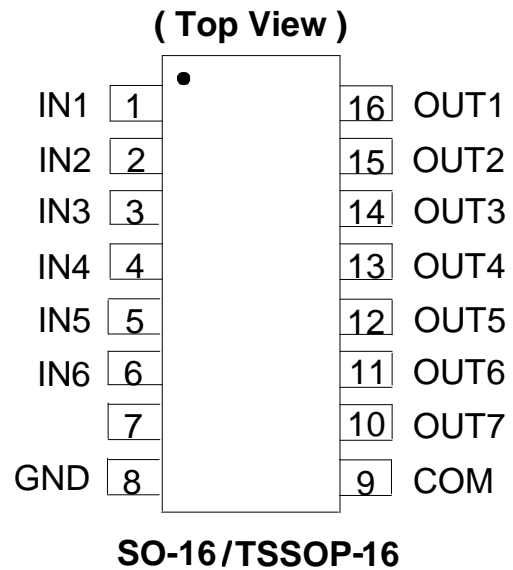 ( Top View )
IN1 1 16 OUT1
IN2 2 15 OUT2
IN3 3 14 OUT3
IN4 4 13 OUT4
IN5 5 12 OUT5
IN6 6 11 OUT6
7 10 OUT7
GND 8 9 COM
SO-16/TSSOP-16